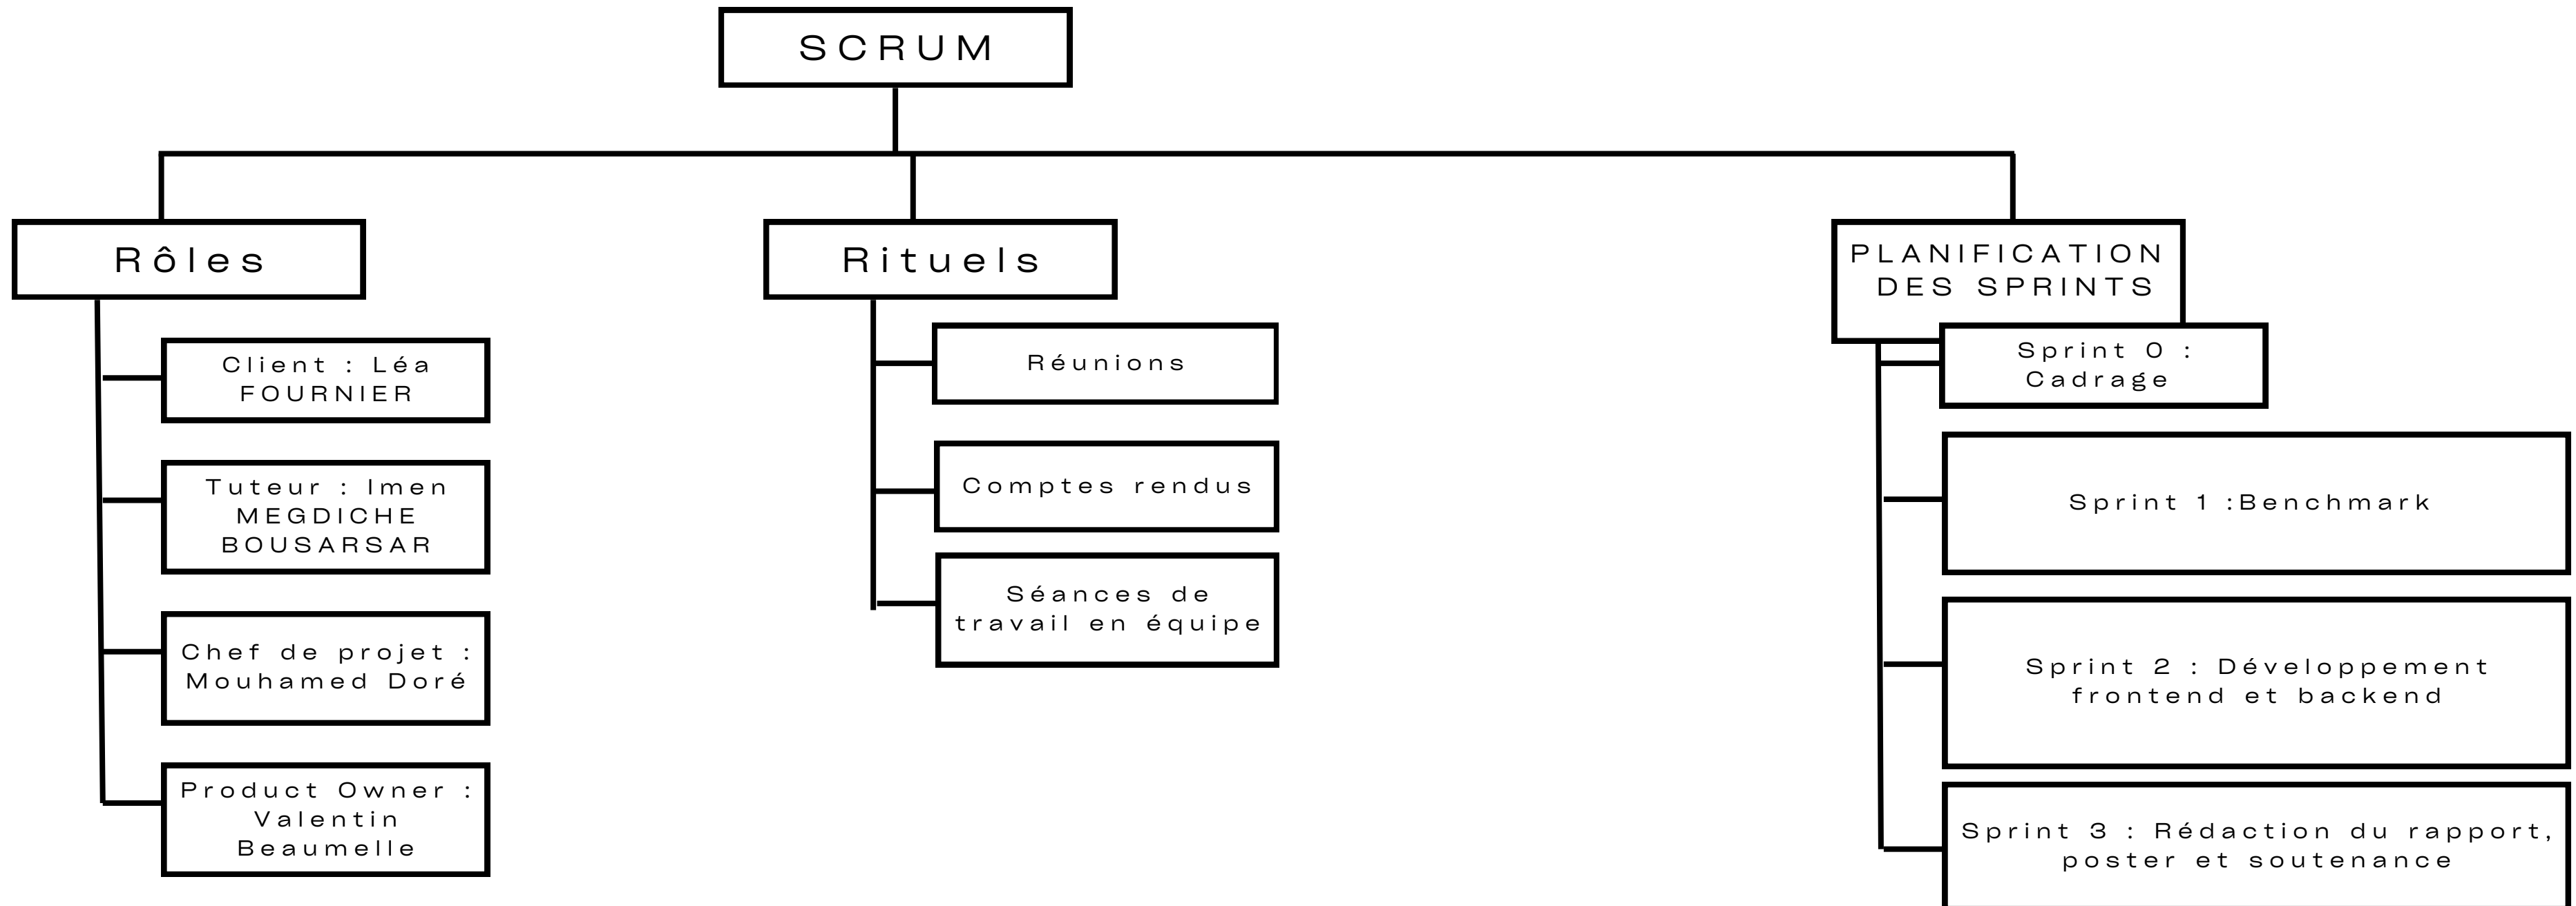 SCRUM
Rôles
Client : Léa
FOURNIER
Tuteur : Imen
MEGDICHE
BOUSARSAR
Chef de projet :
Mouhamed Doré
Product Owner :
Valentin
Beaumelle
Rituels
Réunions
Comptes rendus
Séances de
travail en équipe
PLANIFICATION
DES SPRINTS
Sprint 0 :
Cadrage
Sprint 1 :Benchmark
Sprint 2 : Développement
frontend et backend
Sprint 3 : Rédaction du rapport,
poster et soutenance